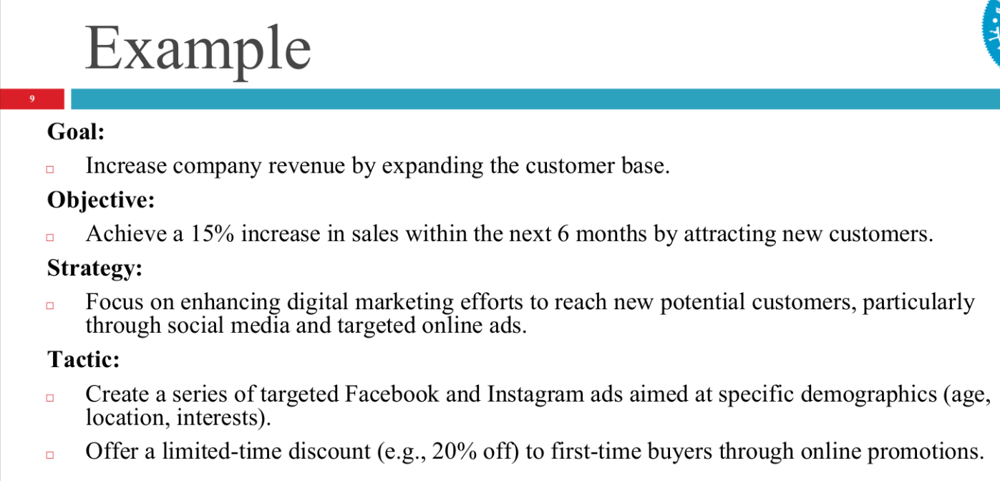 Example
9
Goal:
Increase company revenue by expanding the customer base.
Objective:
Achieve a 15% increase in sales within the next 6 months by attracting new customers.
Strategy:
Focus on enhancing digital marketing efforts to reach new potential customers, particularly
through social media and targeted online ads.
Tactic:
Create a series of targeted Facebook and Instagram ads aimed at specific demographics (age,
location, interests).
Offer a limited-time discount (e.g., 20% off) to first-time buyers through online promotions.